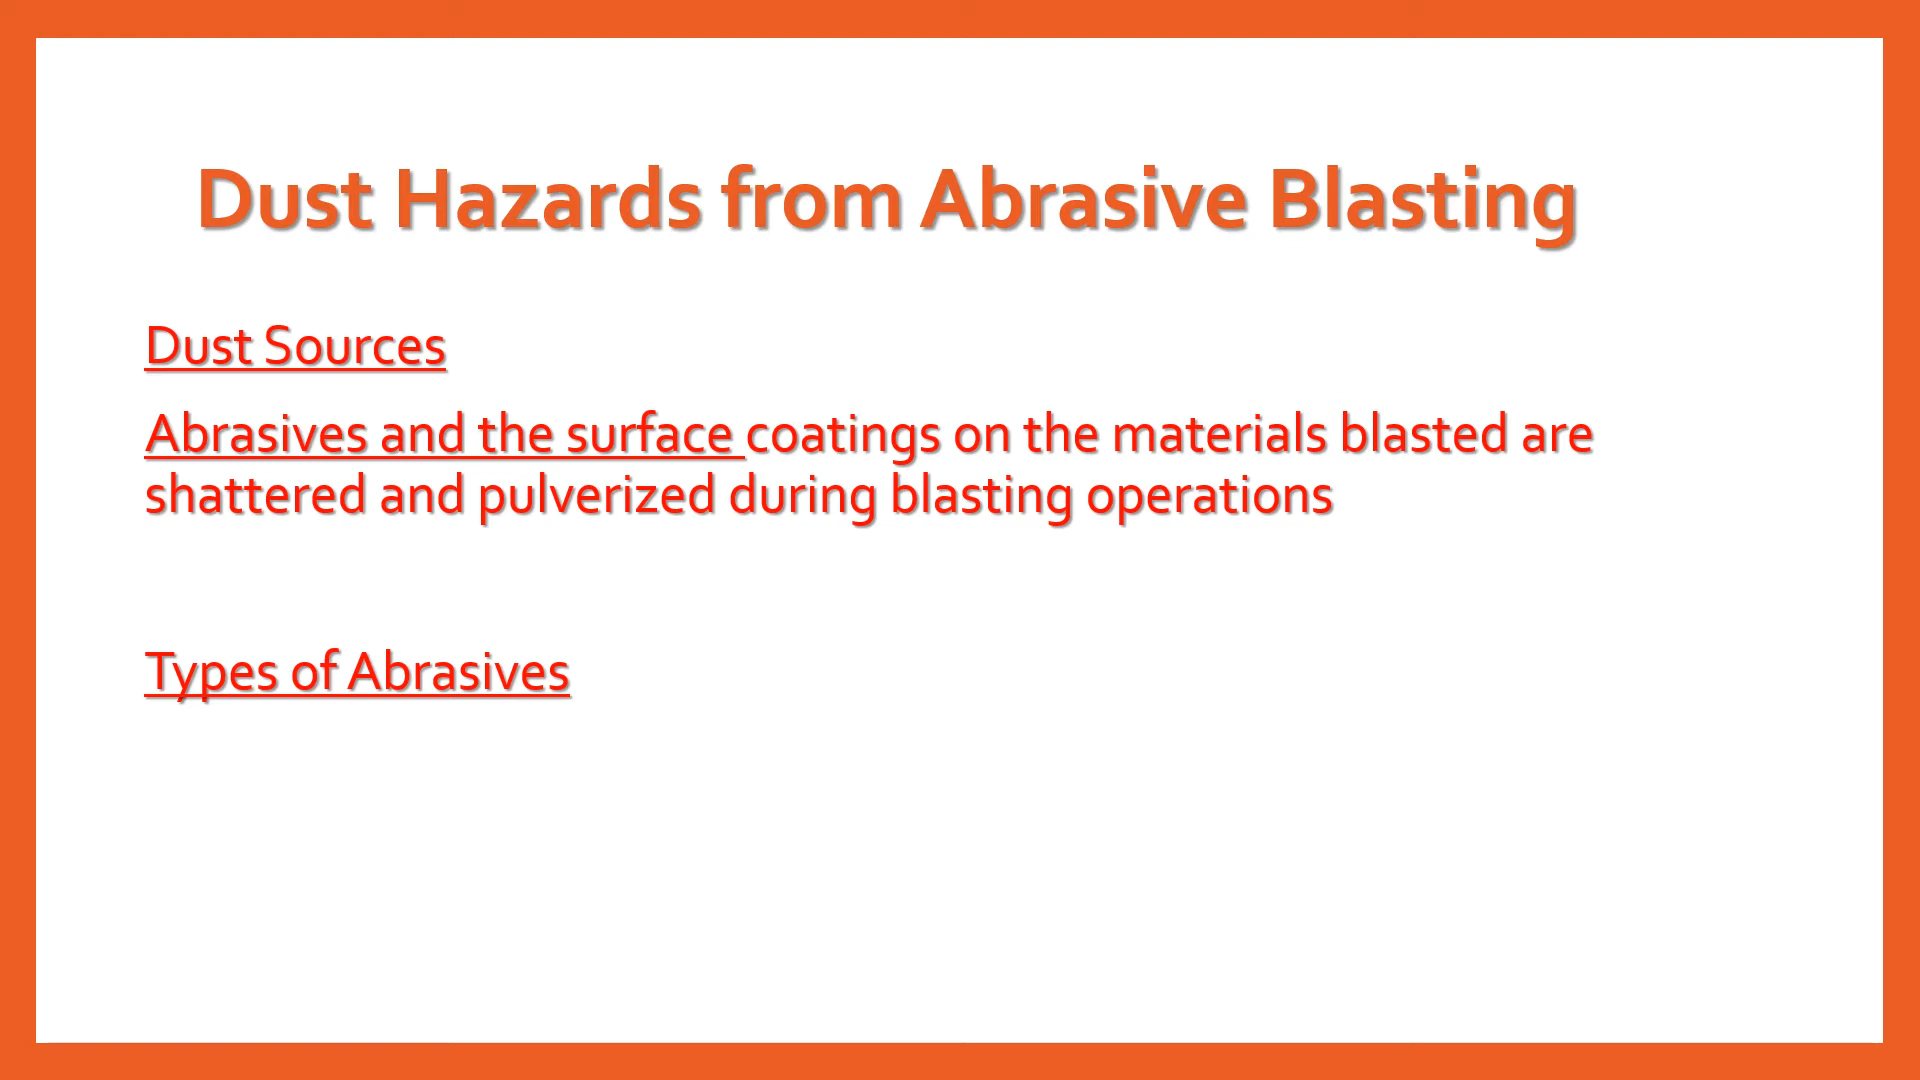 Dust Hazards from Abrasive Blasting
Dust Sources
Abrasives and the surface coatings on the materials blasted are
shattered and pulverized during blasting operations
Types of Abrasives